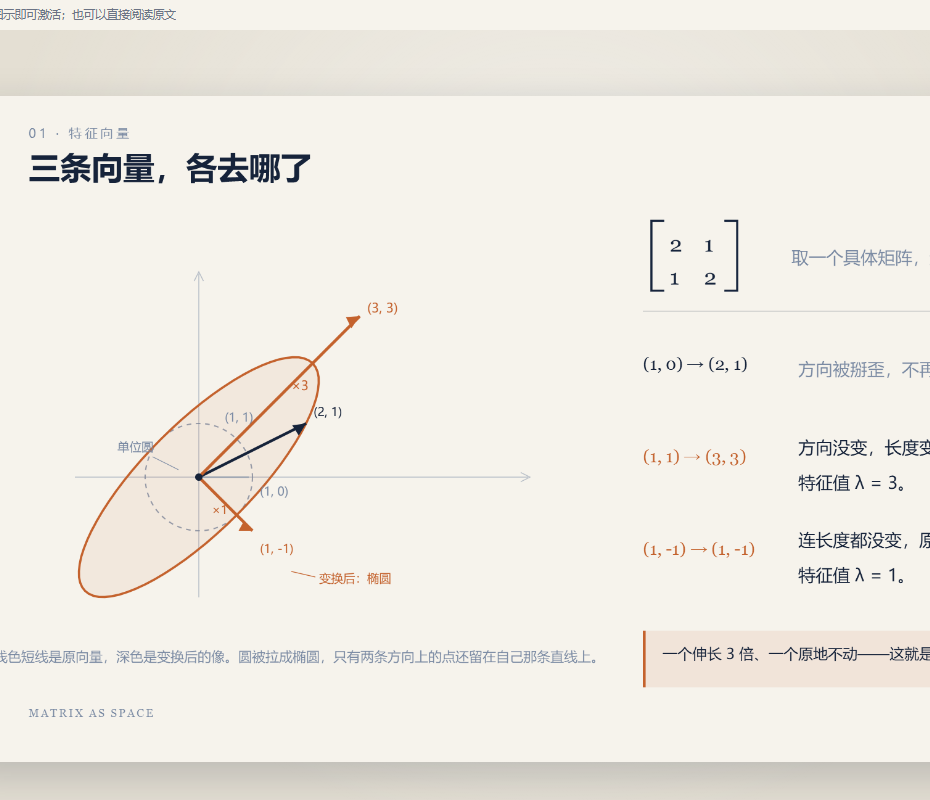 图示即可激活；也可以直接阅读原文
01 · 特征向量
三条向量，各去哪了
2 1
1 2
取一个具体矩阵，
(3, 3)
(1, 0) → (2, 1)
方向被掰歪，不再
×3
(1, 1)
(2, 1)
单位圆
(1, 1) → (3, 3)
方向没变，长度变
特征值 λ = 3。
(1, 0)
×1
(1, -1)
(1, -1) → (1, -1)
连长度都没变，原
特征值 λ = 1。
变换后：椭圆
浅色短线是原向量，深色是变换后的像。圆被拉成椭圆，只有两条方向上的点还留在自己那条直线上。
一个伸长 3 倍、一个原地不动——这就是
MATRIX AS SPACE